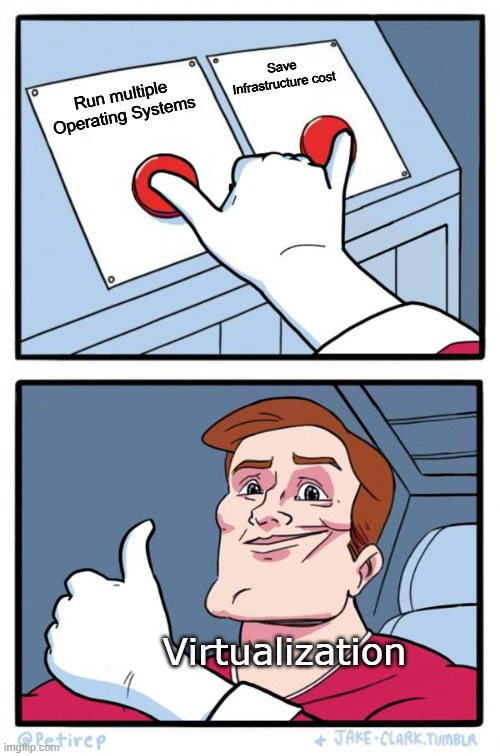 Run multiple
Operating Systems
Save
Infrastructure cost
Virtualization
@Petirep
+ JAKE-CLARK.TUMBLR
imgflip.com